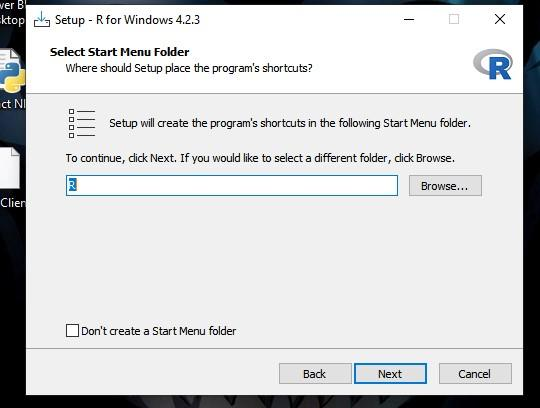 wer B
sktop
Setup - R for Windows 4.2.3
Select Start Menu Folder
Where should Setup place the program's shortcuts?
R
ct NI
Setup will create the program's shortcuts in the following Start Menu folder.
To continue, click Next. If you would like to select a different folder, click Browse.
R
Browse...
Clien
Don't create a Start Menu folder
Back
Next
Cancel